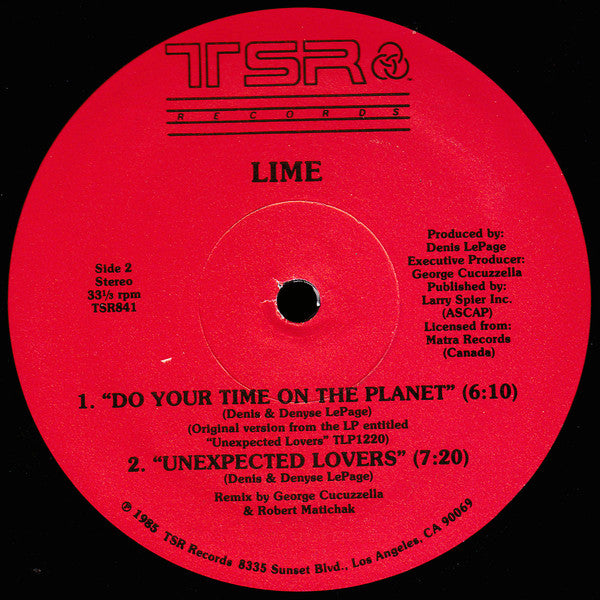 TSR
™
RECORDS
LIME
Side 2
Stereo
33⅓ rpm
TSR841
Produced by:
Denis LePage
Executive Producer:
George Cucuzzella
Published by:
Larry Spier Inc.
(ASCAP)
Licensed from:
Matra Records
(Canada)
1. “DO YOUR TIME ON THE PLANET” (6:10)
(Denis & Denyse LePage)
(Original version from the LP entitled
“Unexpected Lovers” TLP1220)
2. “UNEXPECTED LOVERS” (7:20)
(Denis & Denyse LePage)
Remix by George Cucuzzella
& Robert Matichak
℗ 1985 TSR Records 8335 Sunset Blvd., Los Angeles, CA 90069